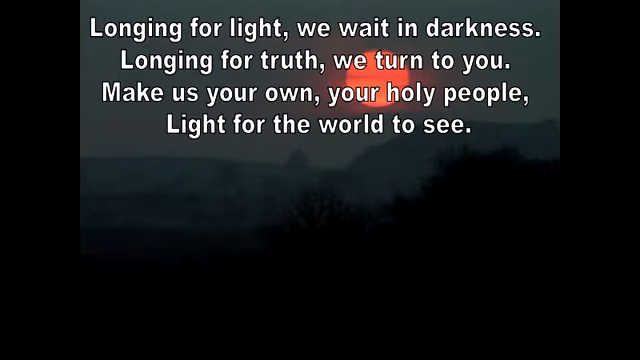 Longing for light, we wait in darkness.
Longing for truth, we turn to you.
Make us your own, your holy people,
Light for the world to see.